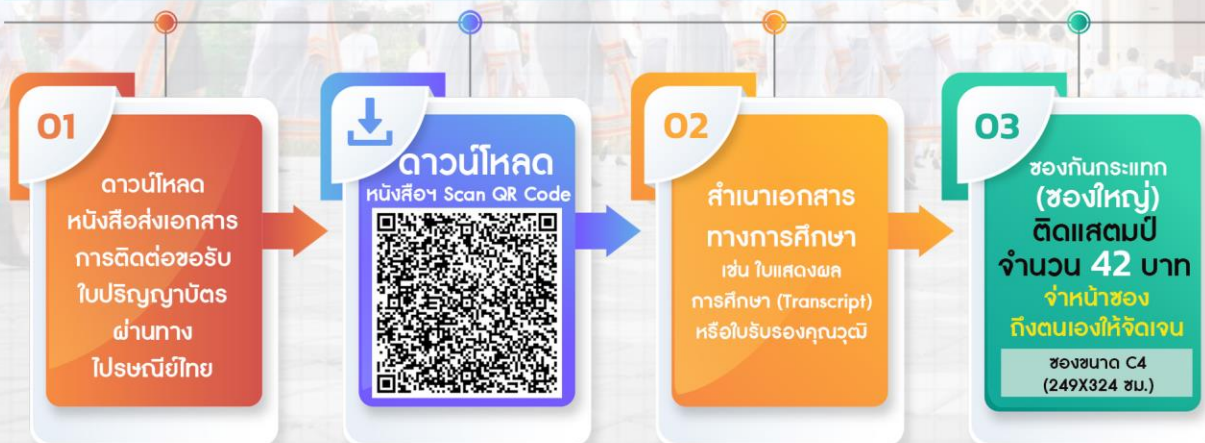 01
ดาวน์โหลด
หนังสือส่งเอกสาร
การติดต่อขอรับ
ใบปริญญาบัตร
ผ่านทาง
ไปรษณีย์ไทย
ดาวน์โหลด
หนังสือฯ Scan QR Code
02
สำเนาเอกสาร
ทางการศึกษา
เช่น ใบแสดงผล
การศึกษา (Transcript)
หรือใบรับรองคุณวุฒิ
03
ซองกันกระแทก
(ซองใหญ่)
ติดแสตมป์
จำนวน 42 บาท
จ่าหน้าซอง
ถึงตนเองให้จัดเจน
ซองขนาด C4
(249X324 ซม.)